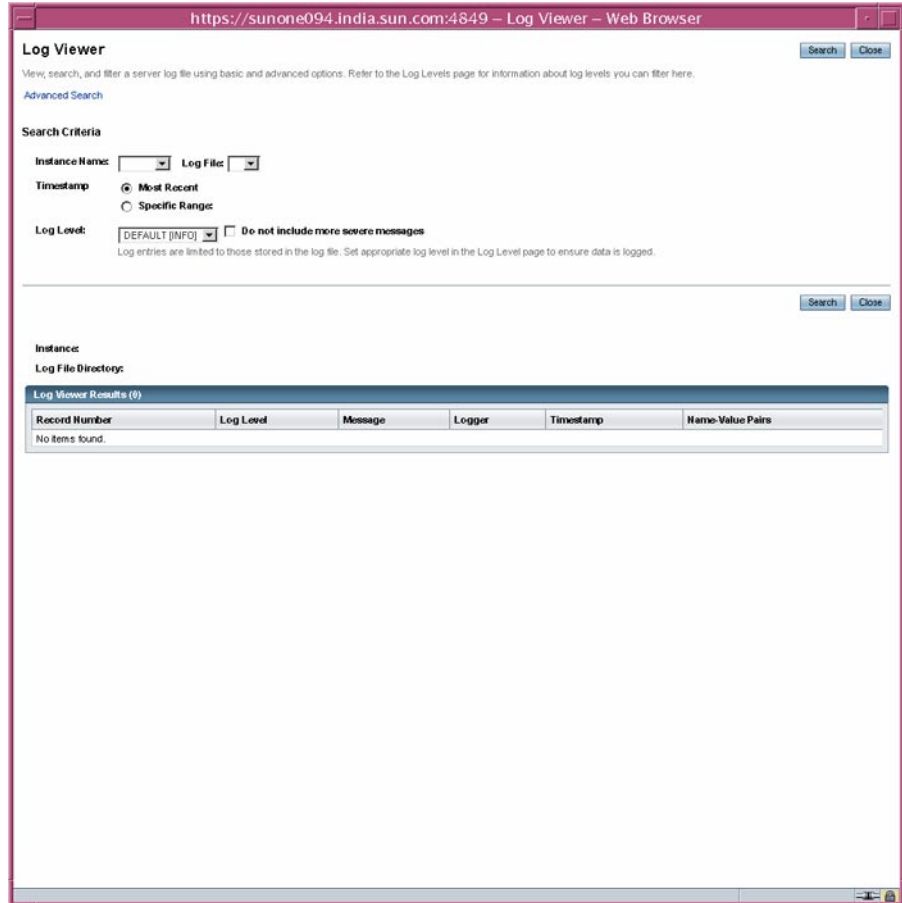 https://sunone094.india.sun.com:4849 – Log Viewer – Web Browser
Log Viewer
Search Close
View, search, and filter a server log file using basic and advanced options. Refer to the Log Levels page for information about log levels you can filter here.
Advanced Search
Search Criteria
Instance Name: Log File:
Timestamp Most Recent
Specific Range:
Log Level: DEFAULT [INFO] Do not include more severe messages
Log entries are limited to those stored in the log file. Set appropriate log level in the Log Level page to ensure data is logged.
Search Close
Instance:
Log File Directory:
Log Viewer Results (0)
Record Number Log Level Message Logger Timestamp Name-Value Pairs
No items found.